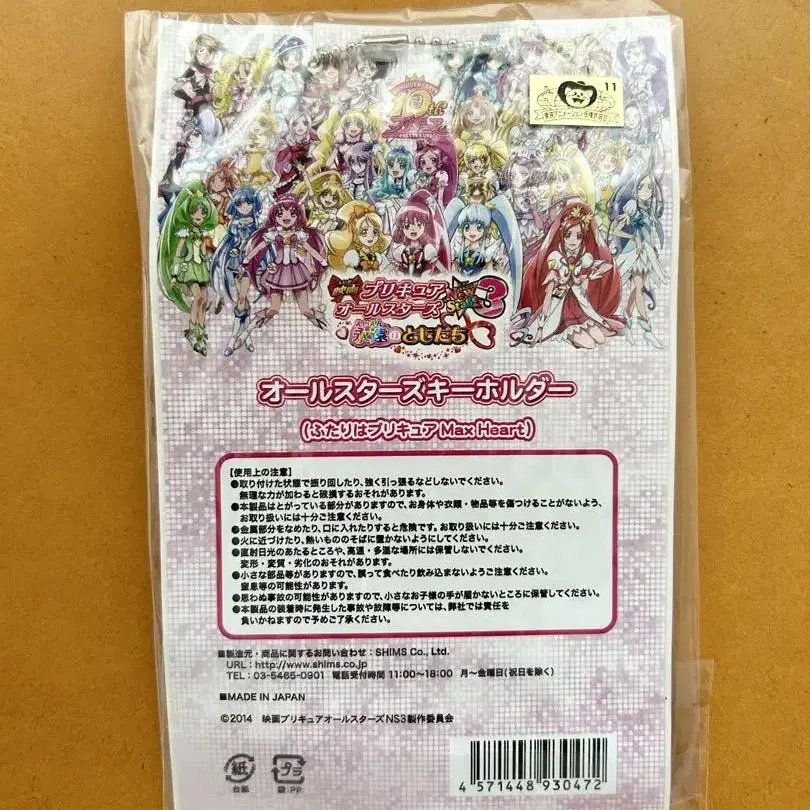 11
東映アニメーション
ANNIVERSARY
10th
映画
プリキュア
オールスターズ
New
Stage
3
永遠のともだち
オールスターズキーホルダー
(ふたりはプリキュア Max Heart)
【使用上の注意】
●取り付けた状態で振り回したり、強く引っ張るなどしないでください。
無理な力が加わると破損するおそれがあります。
●本製品はとがっている部分がありますので、お身体や衣類・物品等を傷つけることがないよう、
お取り扱いには十分ご注意ください。
●金属部分をなめたり、口に入れたりすると危険です。お取り扱いには十分ご注意ください。
●火に近づけたり、熱いもののそばに置かないようにしてください。
●直射日光のあたるところや、高温・多湿な場所には保管しないでください。
変形・変質・劣化のおそれがあります。
●小さな部品等がありますので、誤って食べたり飲み込まないようご注意ください。
窒息等の可能性があります。
●思わぬ事故の可能性がありますので、小さなお子様の手が届かないところに保管してください。
●本製品の装着時に発生した事故や故障等については、弊社では責任を
負いかねますので予めご了承ください。
■製造元・商品に関するお問い合わせ：SHIMS Co., Ltd.
URL：http://www.shims.co.jp
TEL：03-5465-0901 電話受付時間 11:00～18:00 月～金曜日(祝日を除く)
■MADE IN JAPAN
©2014 映画プリキュアオールスターズNS3製作委員会
紙
台紙
プラ
袋:PP
4 571448 930472